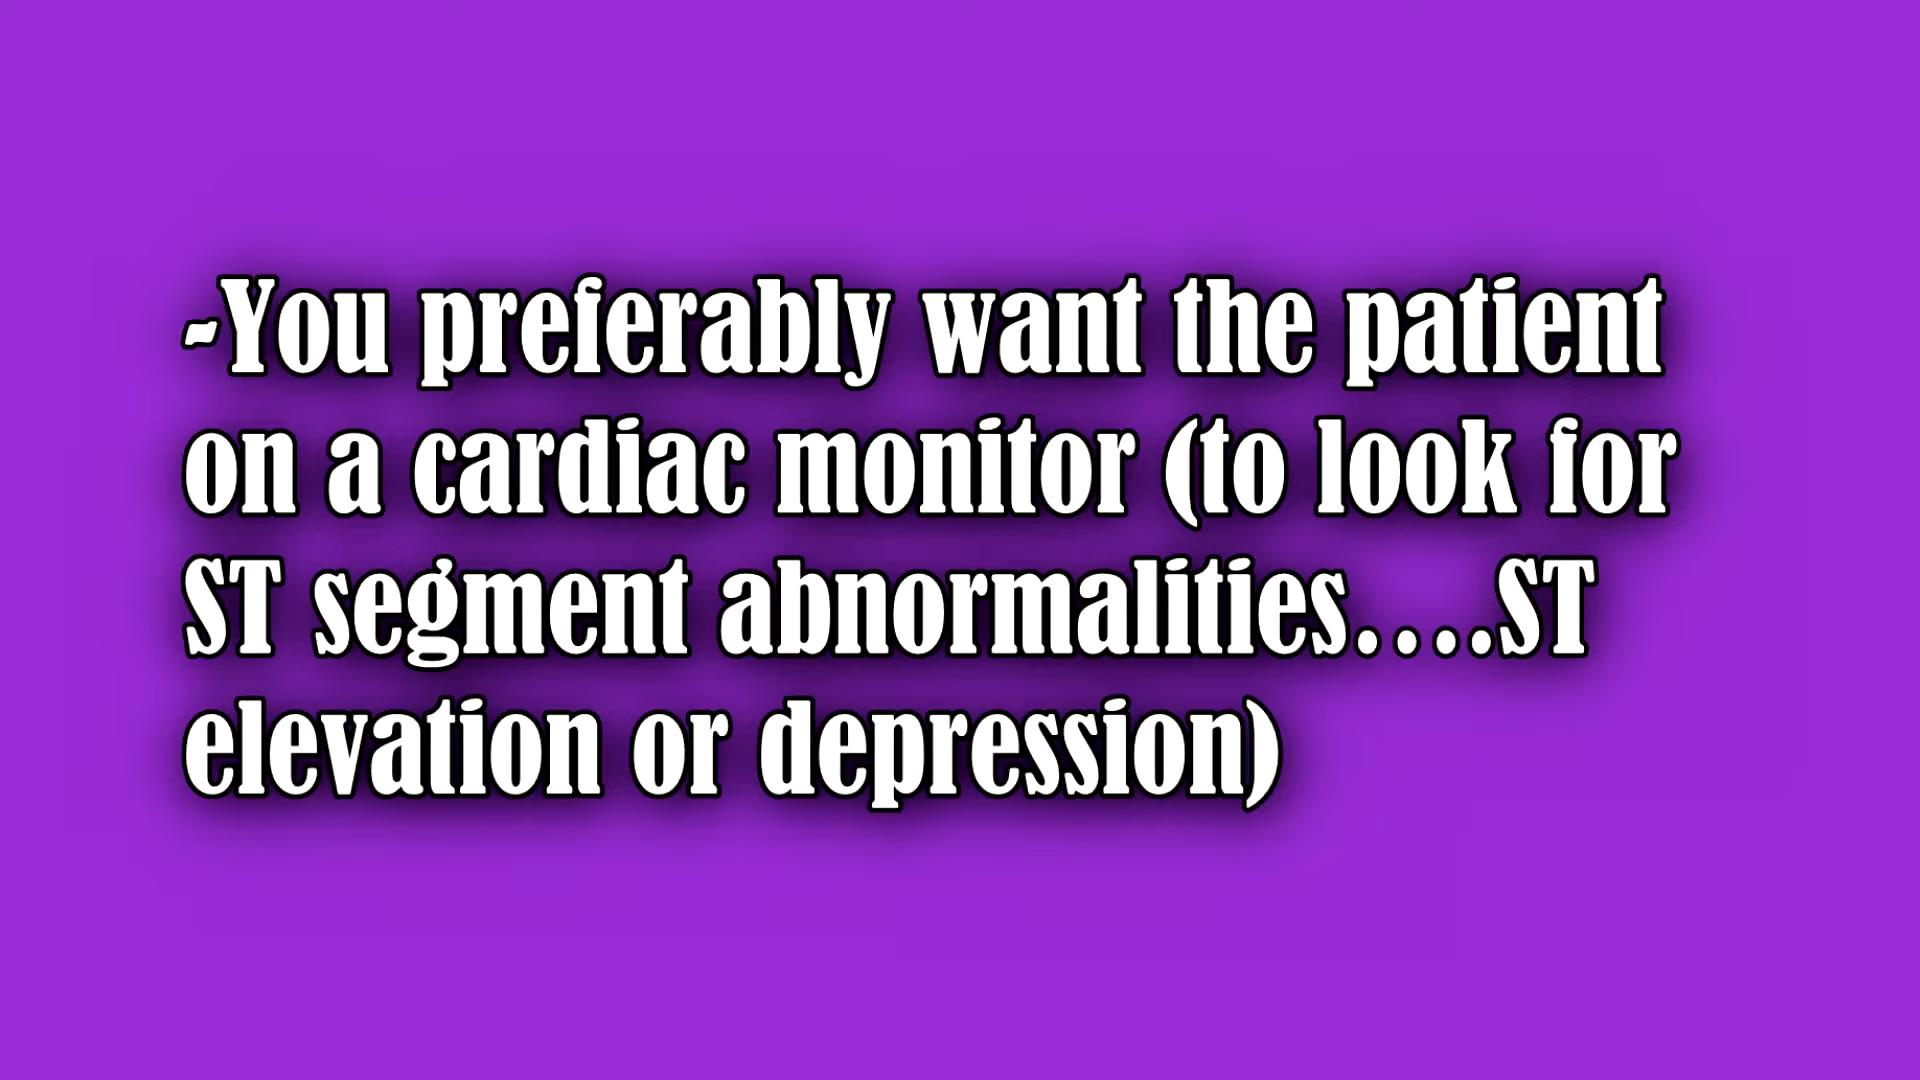 -You preferably want the patient
on a cardiac monitor (to look for
ST segment abnormalities….ST
elevation or depression)